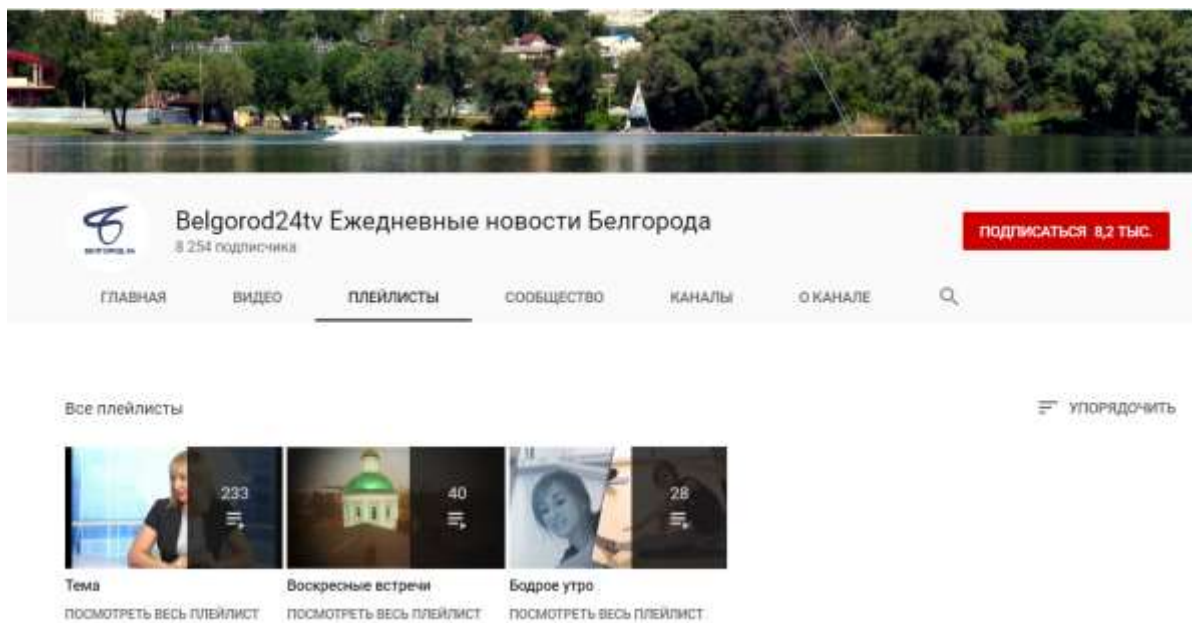 Belgorod24tv Ежедневные новости Белгорода
8 254 подписчика
ПОДПИСАТЬСЯ 8,2 ТЫС.
ГЛАВНАЯ ВИДЕО ПЛЕЙЛИСТЫ СООБЩЕСТВО КАНАЛЫ О КАНАЛЕ
Все плейлисты
УПОРЯДОЧИТЬ
233 40 28
Тема Воскресные встречи Бодрое утро
ПОСМОТРЕТЬ ВЕСЬ ПЛЕЙЛИСТ ПОСМОТРЕТЬ ВЕСЬ ПЛЕЙЛИСТ ПОСМОТРЕТЬ ВЕСЬ ПЛЕЙЛИСТ